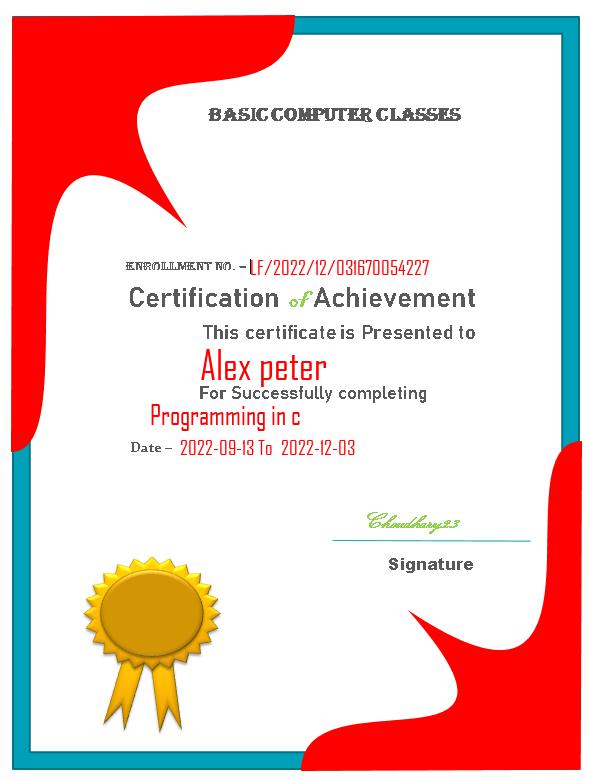 BASIC COMPUTER CLASSES
ENROLLMENT NO. – LF/2022/12/031670054227
Certification of Achievement
This certificate is Presented to
Alex peter
For Successfully completing
Programming in c
Date – 2022-09-13 To 2022-12-03
Choudhary23
Signature